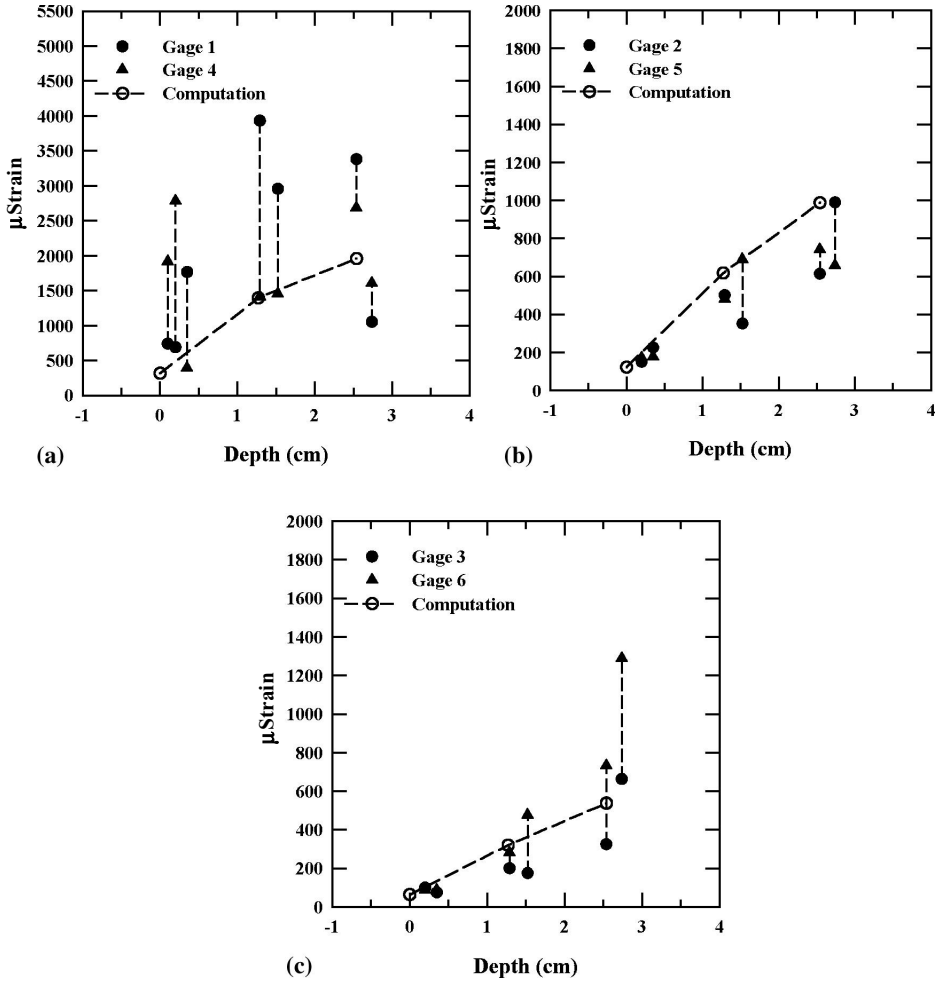 5500
5000
4500
4000
3500
3000
2500
2000
1500
1000
500
0
μStrain
Gage 1
Gage 4
Computation
-1 0 1 2 3 4
(a) Depth (cm)
2000
1800
1600
1400
1200
1000
800
600
400
200
0
μStrain
Gage 2
Gage 5
Computation
-1 0 1 2 3 4
(b) Depth (cm)
2000
1800
1600
1400
1200
1000
800
600
400
200
0
μStrain
Gage 3
Gage 6
Computation
-1 0 1 2 3 4
(c) Depth (cm)